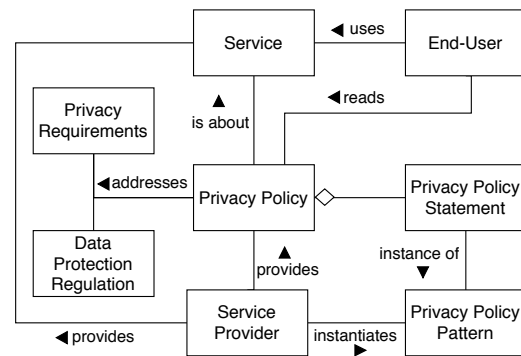 Service
uses
End-User
reads
Privacy
Requirements
is about
addresses
Privacy Policy
Privacy Policy
Statement
Data
Protection
Regulation
provides
instance of
Service
Provider
Privacy Policy
Pattern
provides
instantiates